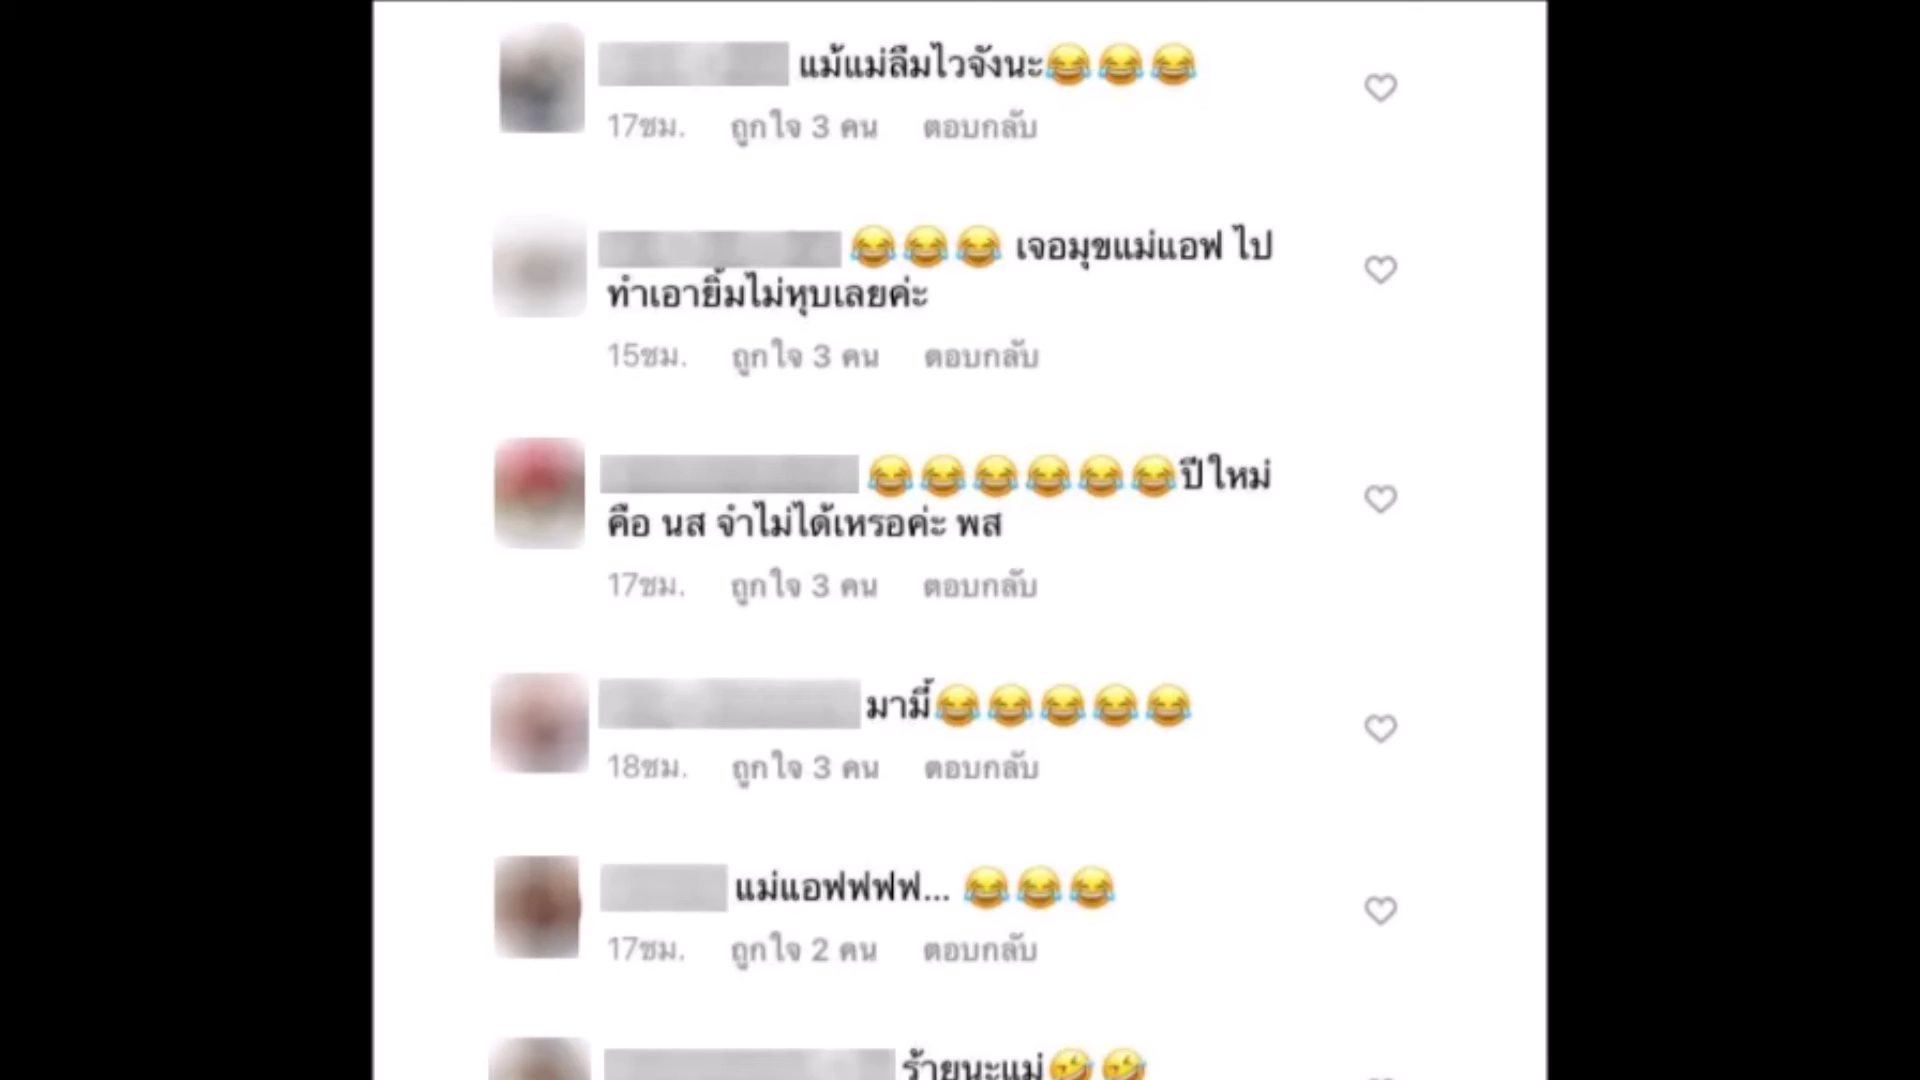 แม้แม่ลืมไวจังนะ😂😂😂
17ชม. ถูกใจ 3 คน ตอบกลับ
😂😂😂 เจอมุขแม่แอฟ ไป
ทำเอายิ้มไม่หุบเลยค่ะ
15ชม. ถูกใจ 3 คน ตอบกลับ
😂😂😂😂😂😂ปีใหม่
คือ นส จำไม่ได้เหรอค่ะ พส
17ชม. ถูกใจ 3 คน ตอบกลับ
มามี้😂😂😂😂😂
18ชม. ถูกใจ 3 คน ตอบกลับ
แม่แอฟฟฟฟ... 😂😂😂
17ชม. ถูกใจ 2 คน ตอบกลับ
ร้ายนะแม่🤣🤣